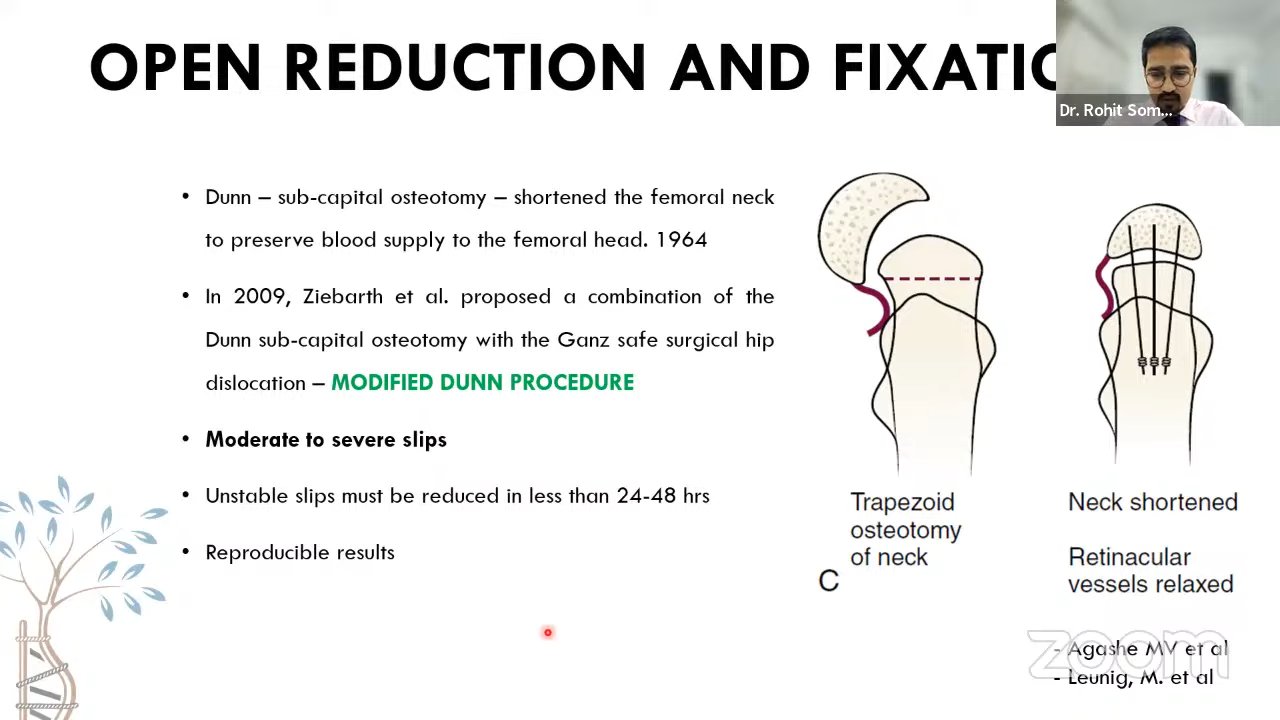 OPEN REDUCTION AND FIXATIO
Dr. Rohit Som...
• Dunn – sub-capital osteotomy – shortened the femoral neck
to preserve blood supply to the femoral head. 1964
• In 2009, Ziebarth et al. proposed a combination of the
Dunn sub-capital osteotomy with the Ganz safe surgical hip
dislocation – MODIFIED DUNN PROCEDURE
• Moderate to severe slips
• Unstable slips must be reduced in less than 24-48 hrs
• Reproducible results
Trapezoid
osteotomy
of neck
C
Neck shortened
Retinacular
vessels relaxed
zoom
- Agashe MV et al
- Leunig, M. et al